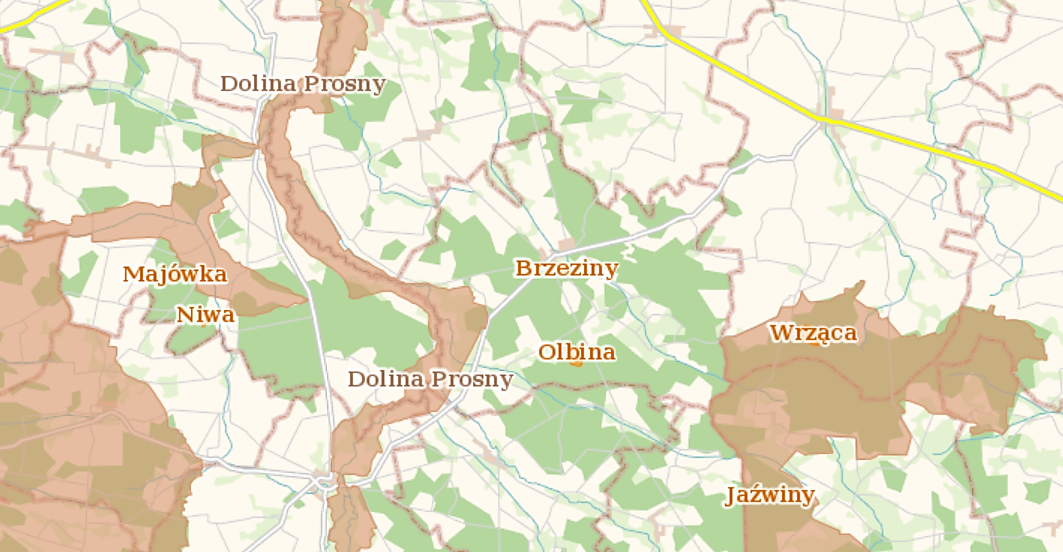 Dolina Prosny
Brzeziny
Majówka
Niwa
Wrząca
Olbina
Dolina Prosny
Jaźwiny